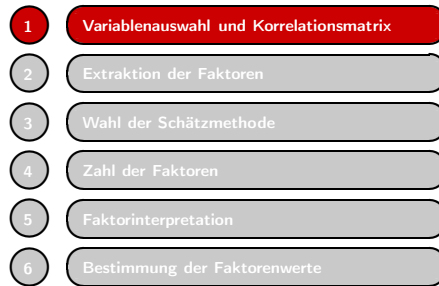 1 Variablenauswahl und Korrelationsmatrix
2 Extraktion der Faktoren
3 Wahl der Schätzmethode
4 Zahl der Faktoren
5 Faktorinterpretation
6 Bestimmung der Faktorenwerte